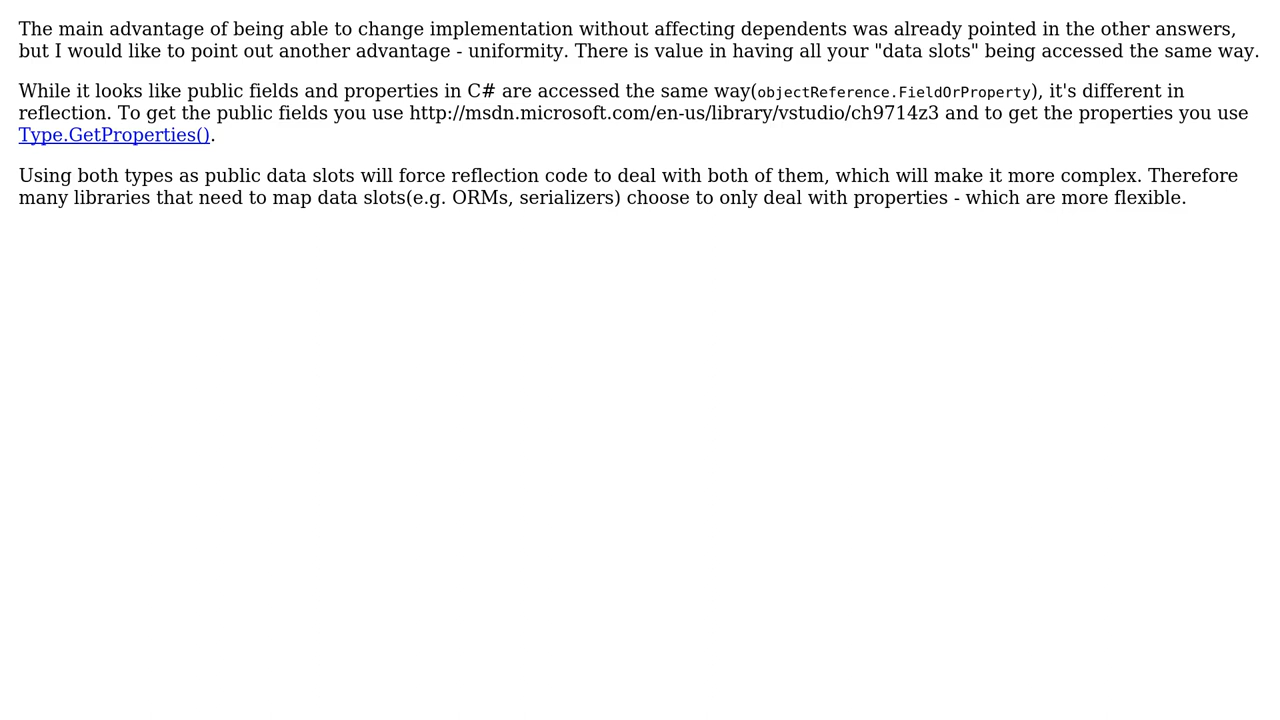 The main advantage of being able to change implementation without affecting dependents was already pointed in the other answers,
but I would like to point out another advantage - uniformity. There is value in having all your "data slots" being accessed the same way.
While it looks like public fields and properties in C# are accessed the same way(objectReference.FieldOrProperty), it's different in
reflection. To get the public fields you use http://msdn.microsoft.com/en-us/library/vstudio/ch9714z3 and to get the properties you use
Type.GetProperties().
Using both types as public data slots will force reflection code to deal with both of them, which will make it more complex. Therefore
many libraries that need to map data slots(e.g. ORMs, serializers) choose to only deal with properties - which are more flexible.